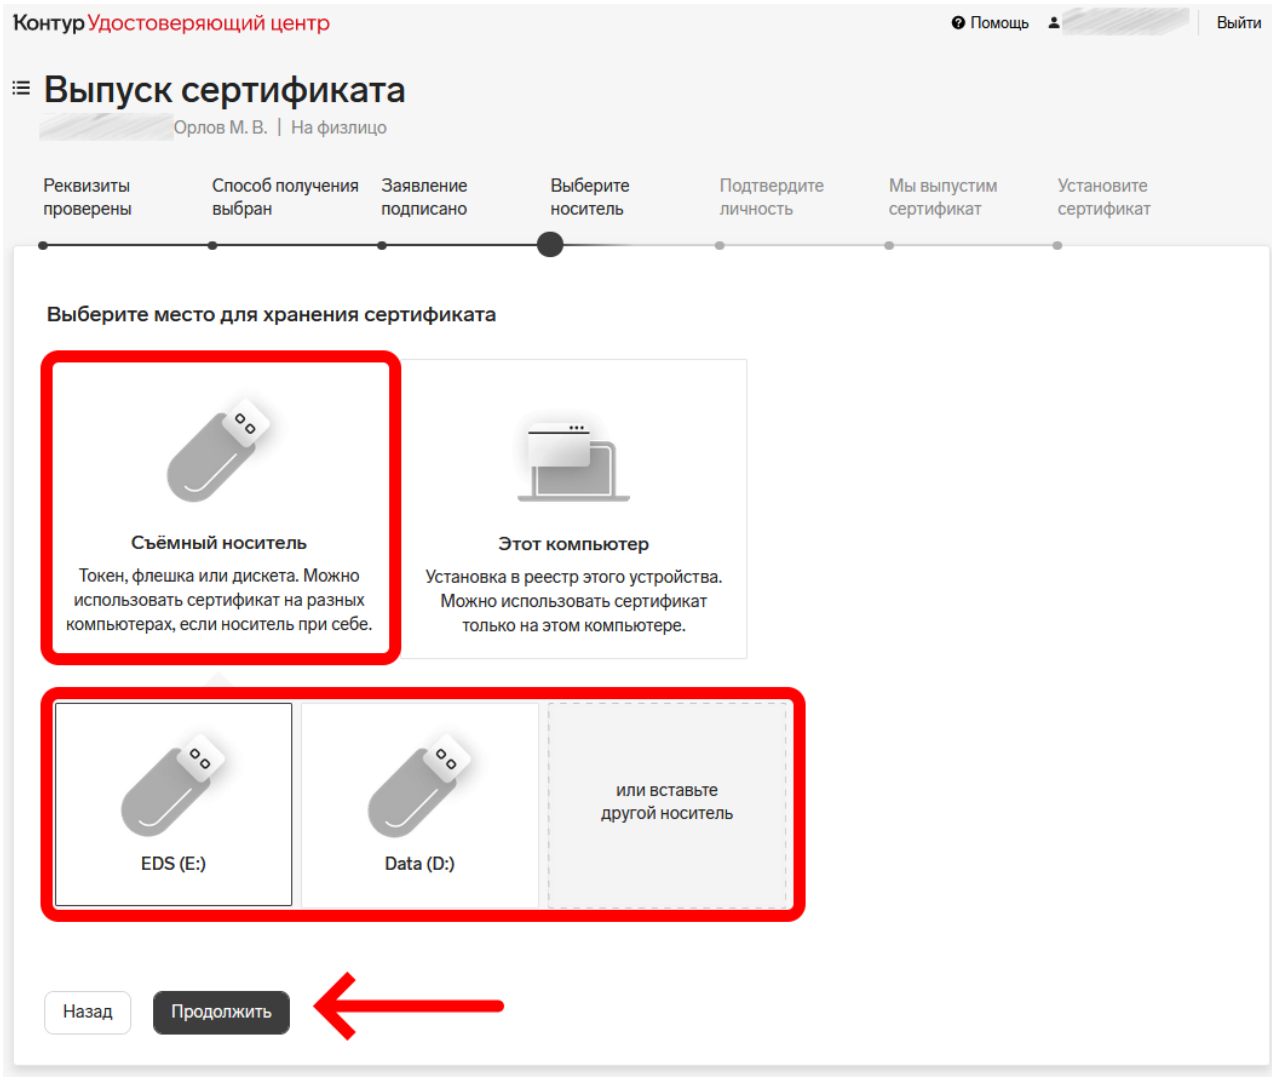 Контур Удостоверяющий центр
Помощь
Выйти
Выпуск сертификата
Орлов М. В. | На физлицо
Реквизиты
проверены
Способ получения
выбран
Заявление
подписано
Выберите
носитель
Подтвердите
личность
Мы выпустим
сертификат
Установите
сертификат
Выберите место для хранения сертификата
Съёмный носитель
Токен, флешка или дискета. Можно
использовать сертификат на разных
компьютерах, если носитель при себе.
Этот компьютер
Установка в реестр этого устройства.
Можно использовать сертификат
только на этом компьютере.
EDS (E:)
Data (D:)
или вставьте
другой носитель
Назад
Продолжить